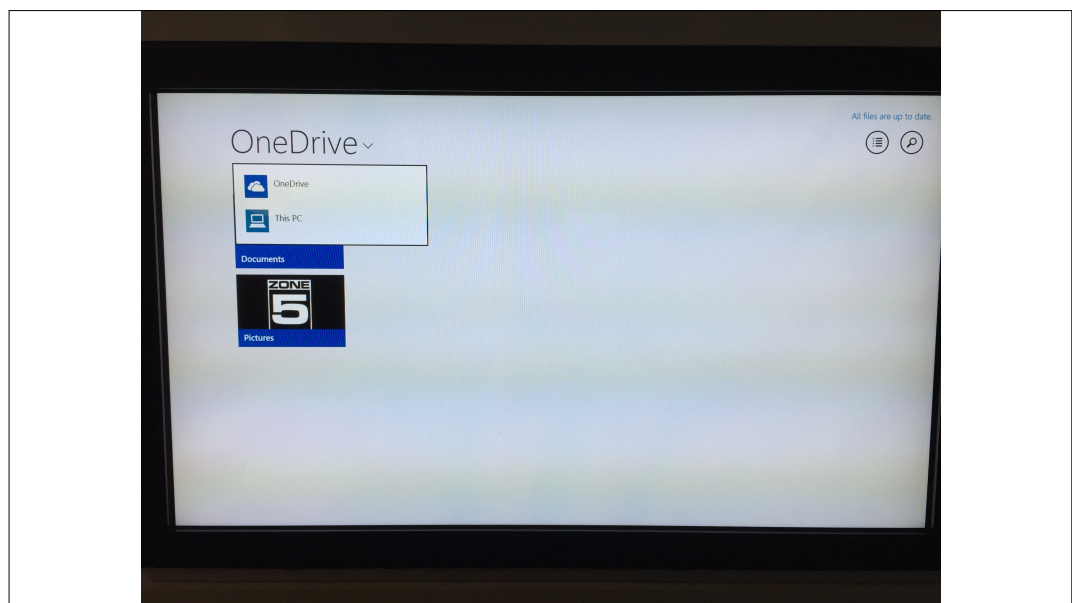 All files are up to date.
OneDrive
OneDrive
This PC
Documents
ZONE
5
Pictures